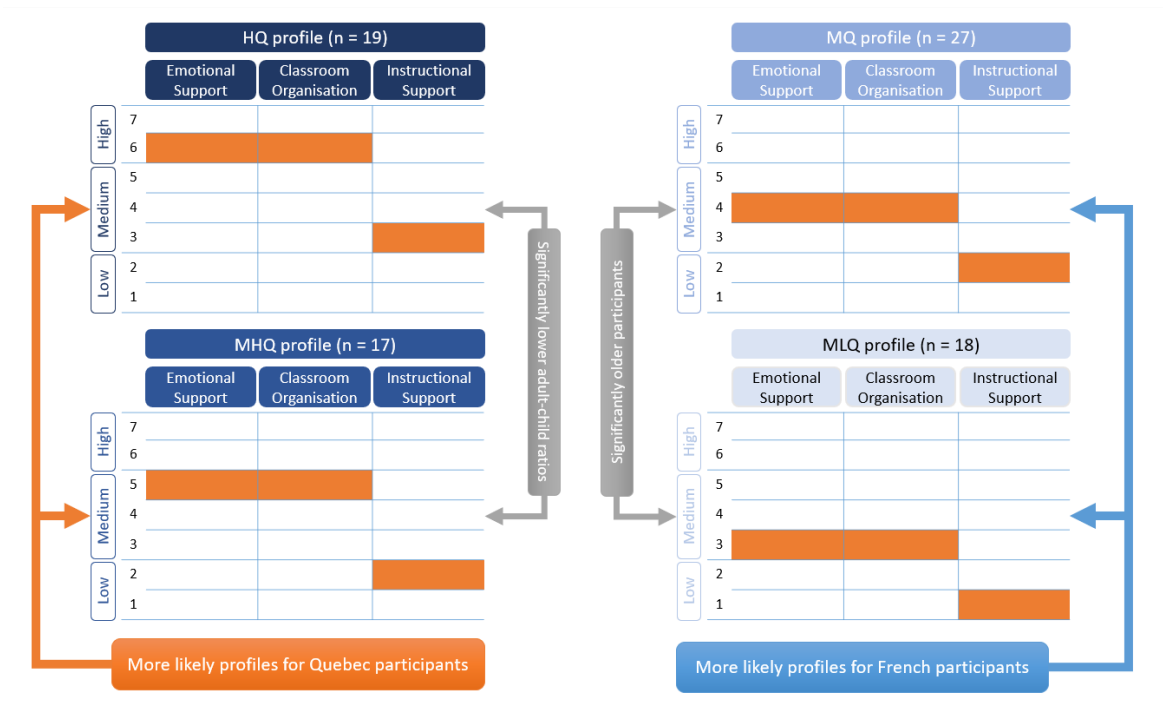 HQ profile (n = 19)
Emotional
Support
Classroom
Organisation
Instructional
Support
High
Medium
Low
7
6
5
4
3
2
1
MHQ profile (n = 17)
Emotional
Support
Classroom
Organisation
Instructional
Support
High
Medium
Low
7
6
5
4
3
2
1
More likely profiles for Quebec participants
Significantly lower adult-child ratios
Significantly older participants
MQ profile (n = 27)
Emotional
Support
Classroom
Organisation
Instructional
Support
High
Medium
Low
7
6
5
4
3
2
1
MLQ profile (n = 18)
Emotional
Support
Classroom
Organisation
Instructional
Support
High
Medium
Low
7
6
5
4
3
2
1
More likely profiles for French participants